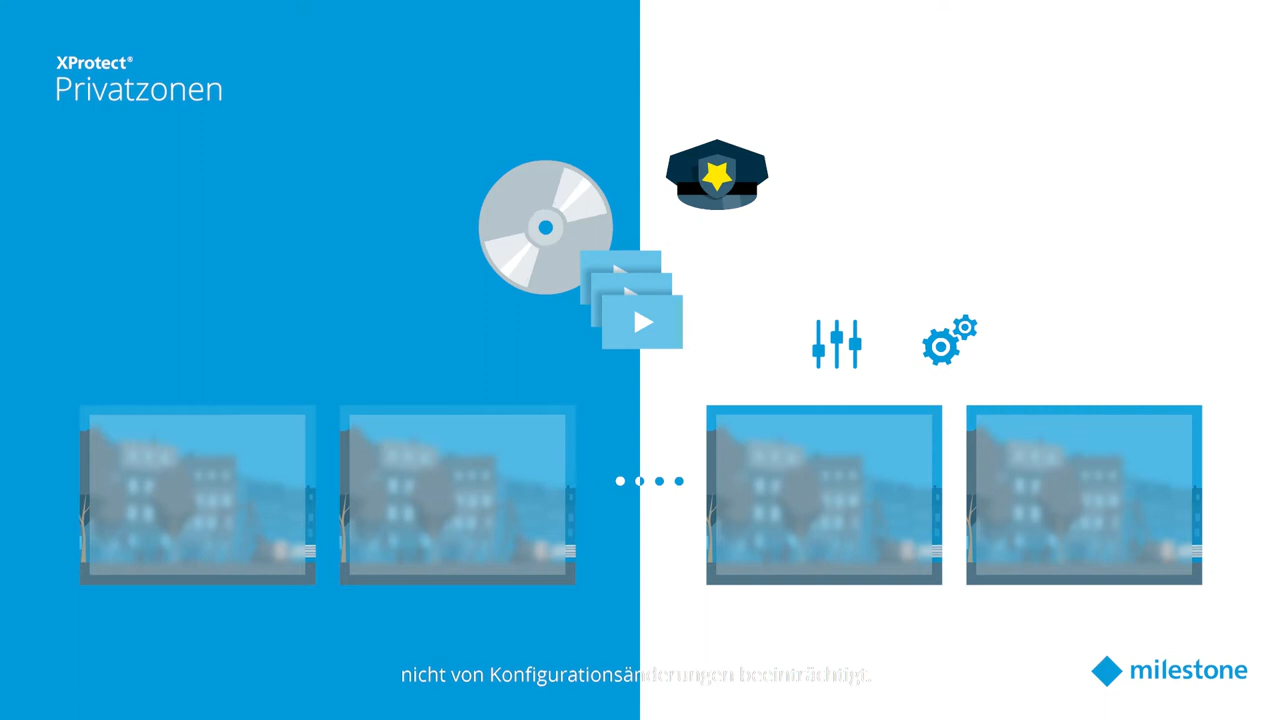 XProtect®
Privatzonen
nicht von Konfigurationsänderungen beeinträchtigt.
milestone